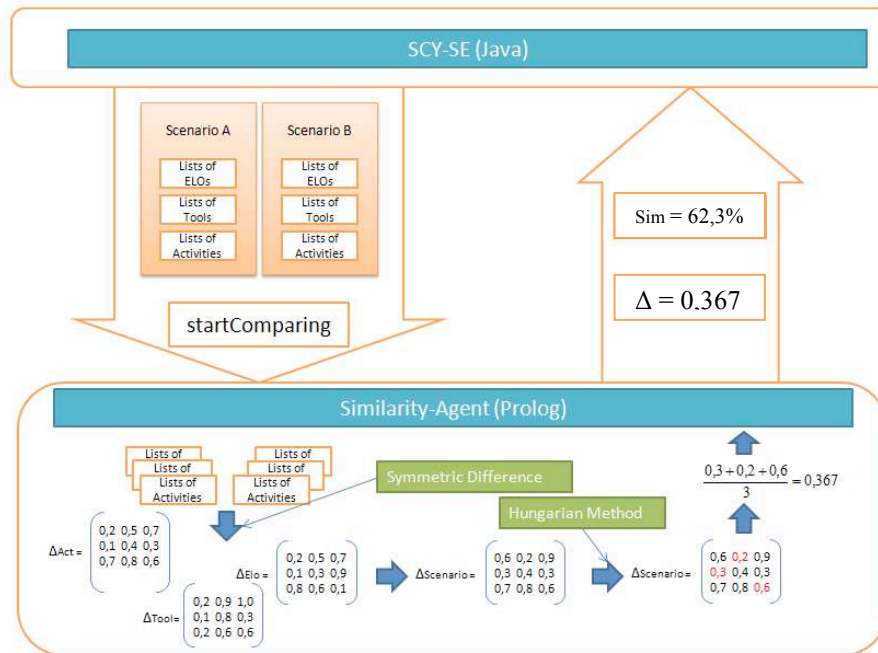 SCY-SE (Java)
Scenario A
Lists of
ELOs
Lists of
Tools
Lists of
Activities
Scenario B
Lists of
ELOs
Lists of
Tools
Lists of
Activities
startComparing
Sim = 62,3%
Δ = 0,367
Similarity-Agent (Prolog)
Lists of
Lists of
Lists of
Activities
Lists of
Lists of
Lists of
Activities
Symmetric Difference
Hungarian Method
0,3 + 0,2 + 0,6
3
= 0,367
ΔAct =
0,2 0,5 0,7
0,1 0,4 0,3
0,7 0,8 0,6
ΔTool=
0,2 0,9 1,0
0,1 0,8 0,3
0,2 0,6 0,6
ΔElo =
0,2 0,5 0,7
0,1 0,3 0,9
0,8 0,6 0,1
ΔScenario =
0,6 0,2 0,9
0,3 0,4 0,3
0,7 0,8 0,6
ΔScenario=
0,6 0,2 0,9
0,3 0,4 0,3
0,7 0,8 0,6